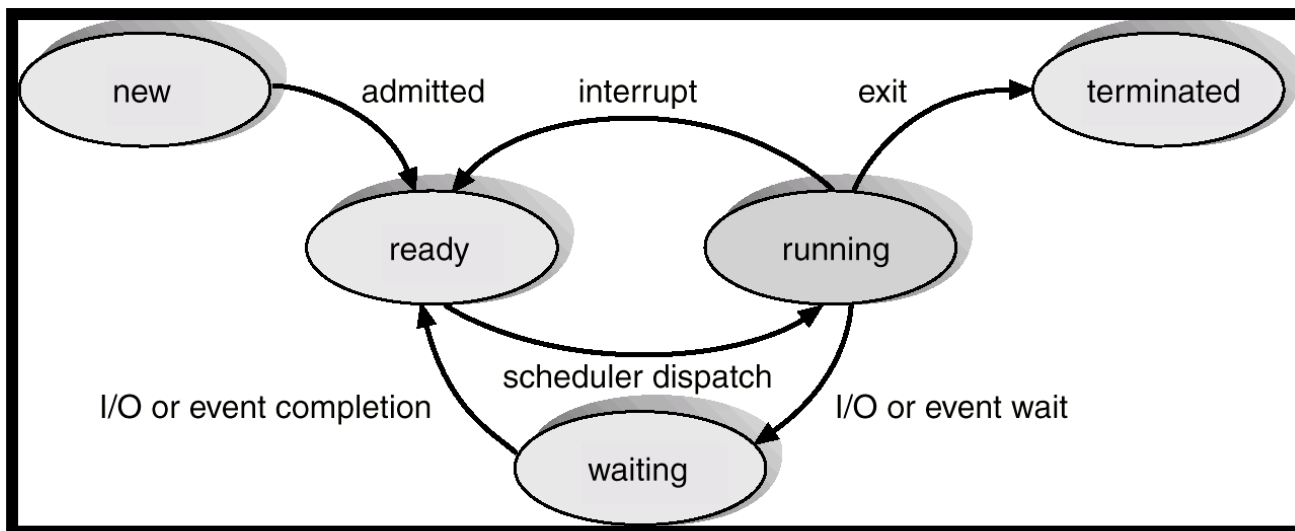 new
admitted
interrupt
exit
terminated
ready
running
scheduler dispatch
I/O or event completion
I/O or event wait
waiting